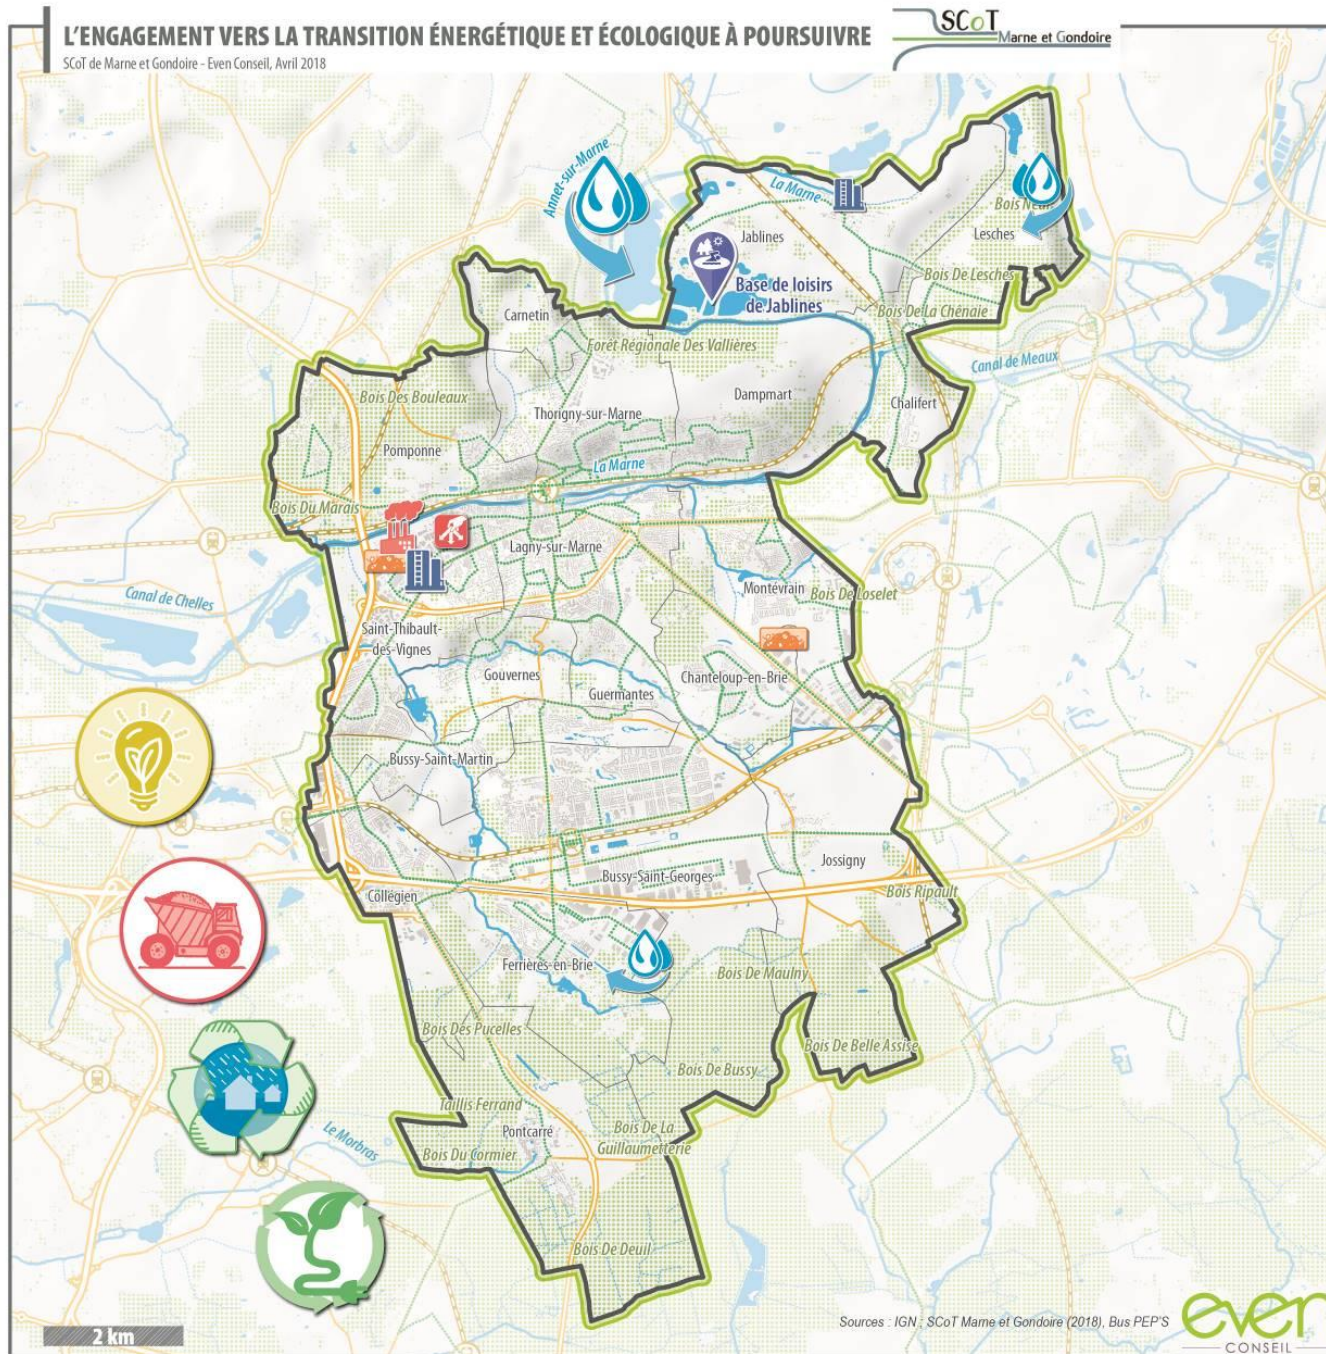 L'ENGAGEMENT VERS LA TRANSITION ÉNERGÉTIQUE ET ÉCOLOGIQUE À POURSUIVRE
SCoT de Marne et Gondoire - Even Conseil, Avril 2018
SCoT
Marne et Gondoire
Annet-sur-Marne
La Marne
Bois Neuf
Lesches
Jablines
Base de loisirs
de Jablines
Bois De Lesches
Bois De La Chênaie
Carnetin
Forêt Régionale Des Vallières
Canal de Meaux
Bois Des Bouleaux
Dampmart
Chalifert
Thorigny-sur-Marne
Pomponne
La Marne
Bois Du Marais
Lagny-sur-Marne
Canal de Chelles
Montévrain
Bois De Loselet
Saint-Thibault-
des-Vignes
Gouvernes
Guermantes
Chanteloup-en-Brie
Bussy-Saint-Martin
Jossigny
Bussy-Saint-Georges
Collégien
Bois Ripault
Ferrières-en-Brie
Bois De Maulny
Bois Des Pucelles
Bois De Belle Assise
Bois De Bussy
Taillis Ferrand
Le Morbras
Pontcarré
Bois De La
Guillaumetterie
Bois Du Cormier
Bois De Deuil
2 km
Sources : IGN ; SCoT Marne et Gondoire (2018), Bus PEP'S
even
CONSEIL